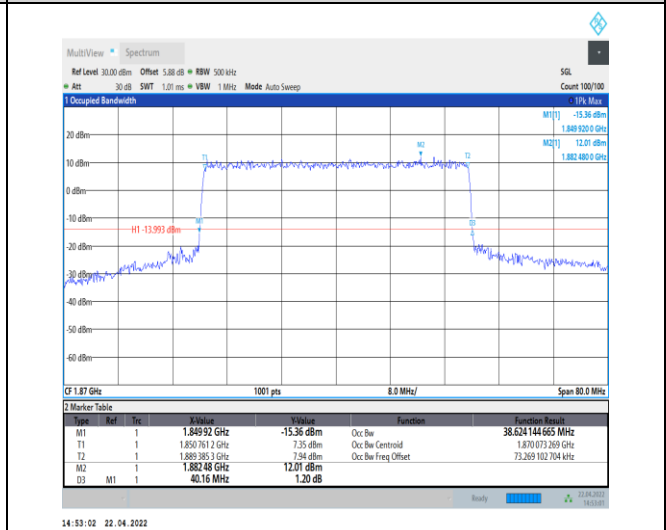 MultiView Spectrum
Ref Level 30.00 dBm Offset 5.88 dB RBW 500 kHz SGL
Att 30 dB SWT 1.01 ms VBW 1 MHz Mode Auto Sweep Count 100/100
1 Occupied Bandwidth 1Pk Max
M1[1] -15.36 dBm
1.849 920 0 GHz
M2[1] 12.01 dBm
1.882 480 0 GHz
20 dBm
M2
T1 T2
10 dBm
0 dBm
-10 dBm
M1 D3
H1 -13.993 dBm
-20 dBm
-30 dBm
-40 dBm
-50 dBm
-60 dBm
CF 1.87 GHz 1001 pts 8.0 MHz/ Span 80.0 MHz
2 Marker Table
Type Ref Trc X-Value Y-Value Function Function Result
M1 1 1.849 92 GHz -15.36 dBm Occ Bw 38.624 144 665 MHz
T1 1 1.850 761 2 GHz 7.35 dBm Occ Bw Centroid 1.870 073 269 GHz
T2 1 1.889 385 3 GHz 7.94 dBm Occ Bw Freq Offset 73.269 102 704 kHz
M2 1 1.882 48 GHz 12.01 dBm
D3 M1 1 40.16 MHz 1.20 dB
Ready 22.04.2022
14:53:01
14:53:02 22.04.2022